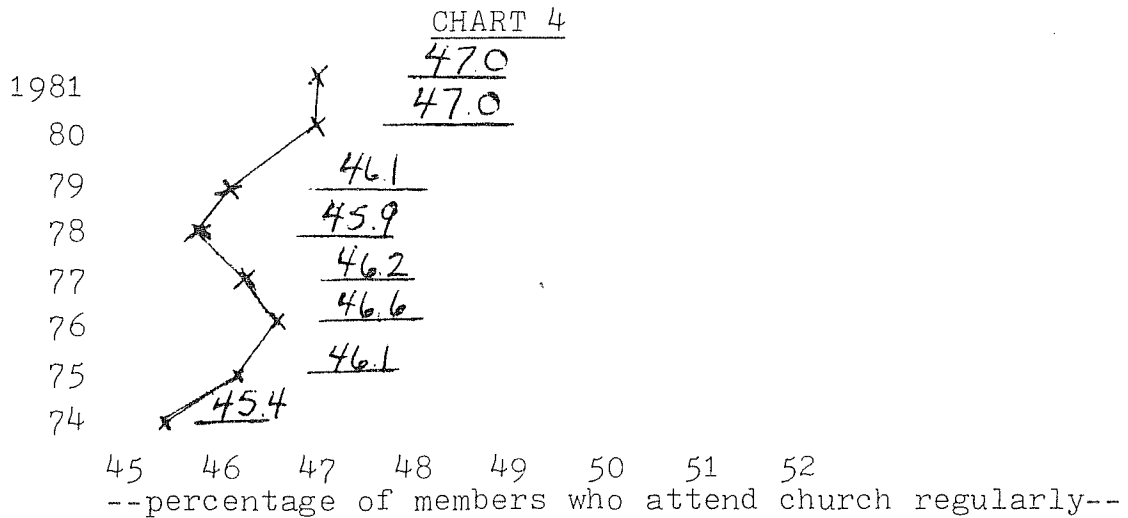 CHART 4
1981 47.0
80 47.0
79 46.1
78 45.9
77 46.2
76 46.6
75 46.1
74 45.4
45 46 47 48 49 50 51 52
--percentage of members who attend church regularly--